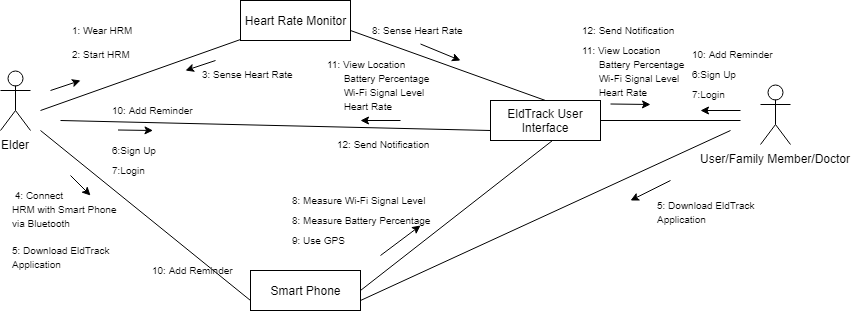 Heart Rate Monitor
1: Wear HRM
2: Start HRM
3: Sense Heart Rate
8: Sense Heart Rate
12: Send Notification
11: View Location
Battery Percentage
Wi-Fi Signal Level
Heart Rate
11: View Location
Battery Percentage
Wi-Fi Signal Level
Heart Rate
10: Add Reminder
6:Sign Up
7:Login
10: Add Reminder
EldTrack User
Interface
Elder
6:Sign Up
7:Login
12: Send Notification
User/Family Member/Doctor
4: Connect
HRM with Smart Phone
via Bluetooth
5: Download EldTrack
Application
8: Measure Wi-Fi Signal Level
8: Measure Battery Percentage
9: Use GPS
5: Download EldTrack
Application
10: Add Reminder
Smart Phone